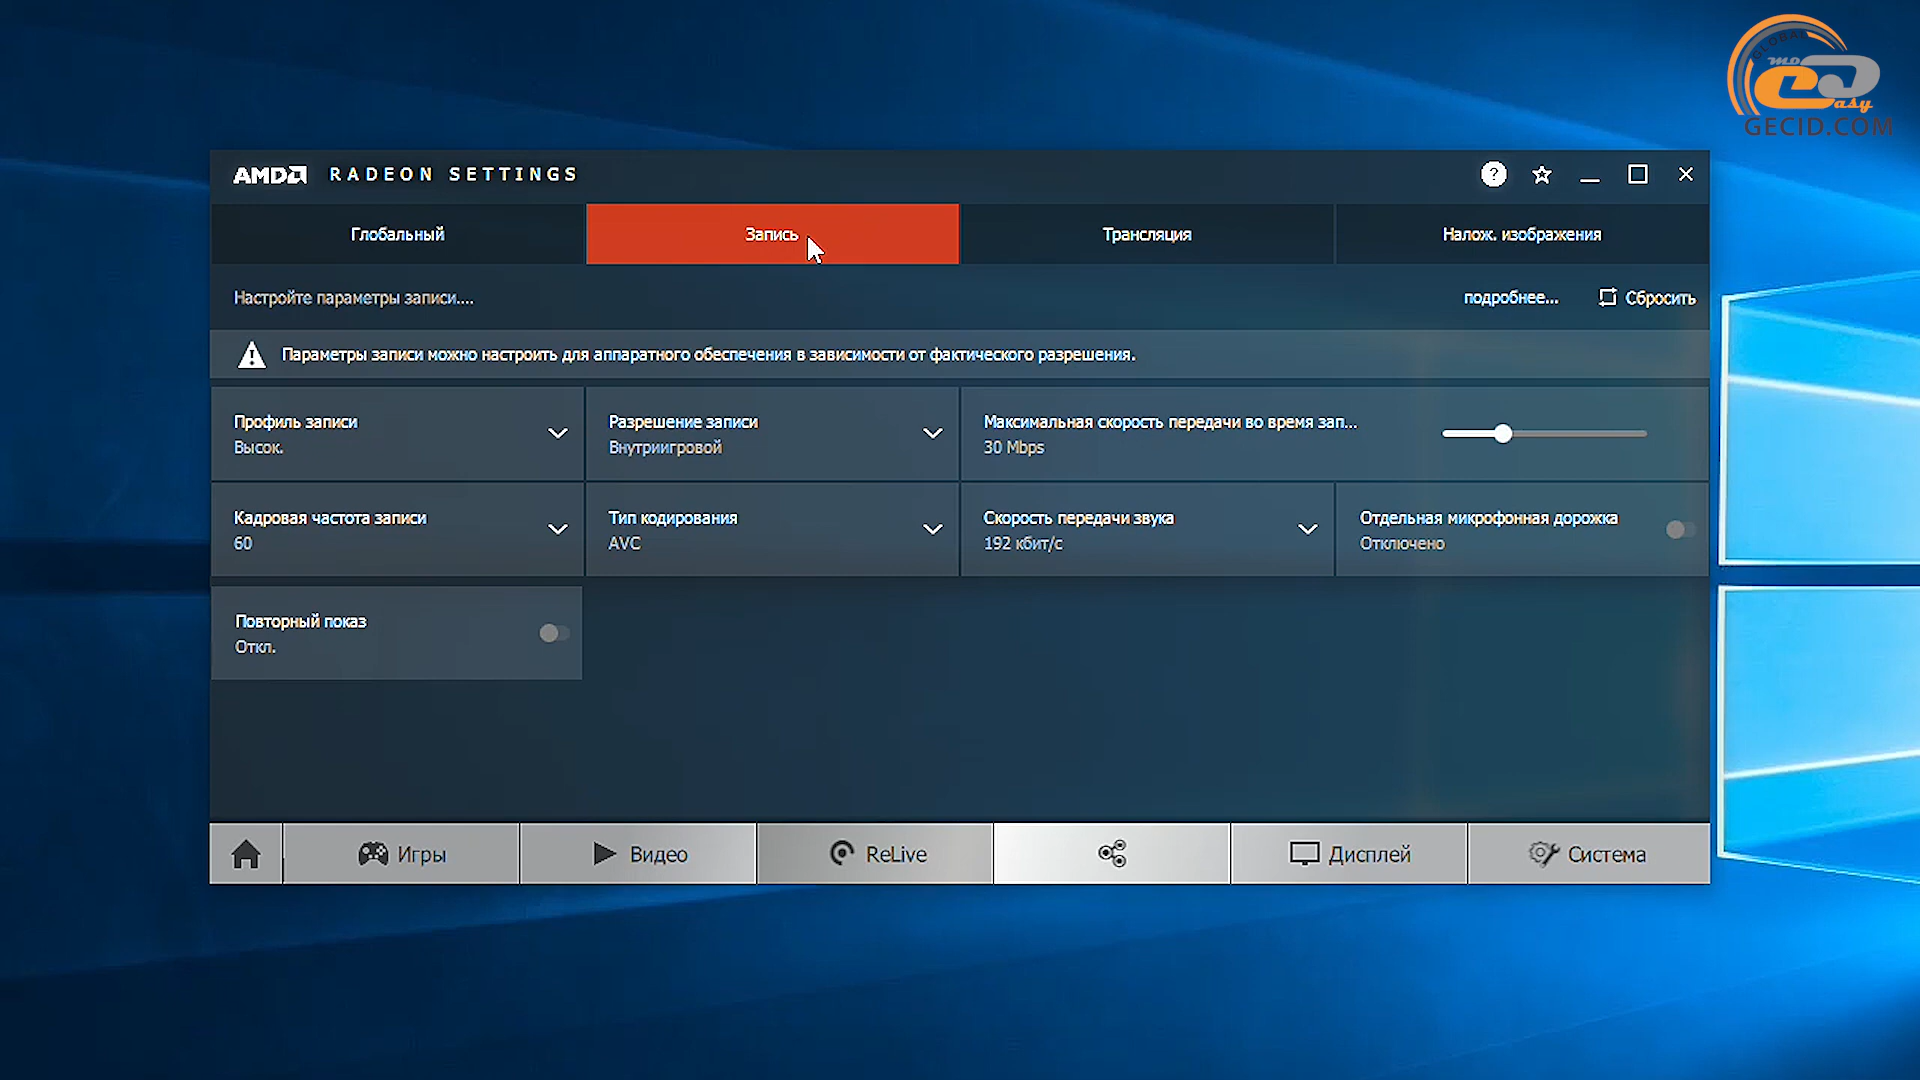 GLOBAL
mo
easy
GECID.COM
AMD RADEON SETTINGS
?
Глобальный Запись Трансляция Налож. изображения
Настройте параметры записи.... подробнее... Сбросить
Параметры записи можно настроить для аппаратного обеспечения в зависимости от фактического разрешения.
Профиль записи
Высок.
Разрешение записи
Внутриигровой
Максимальная скорость передачи во время зап...
30 Mbps
Кадровая частота записи
60
Тип кодирования
AVC
Скорость передачи звука
192 кбит/с
Отдельная микрофонная дорожка
Отключено
Повторный показ
Откл.
Игры Видео ReLive Дисплей Система